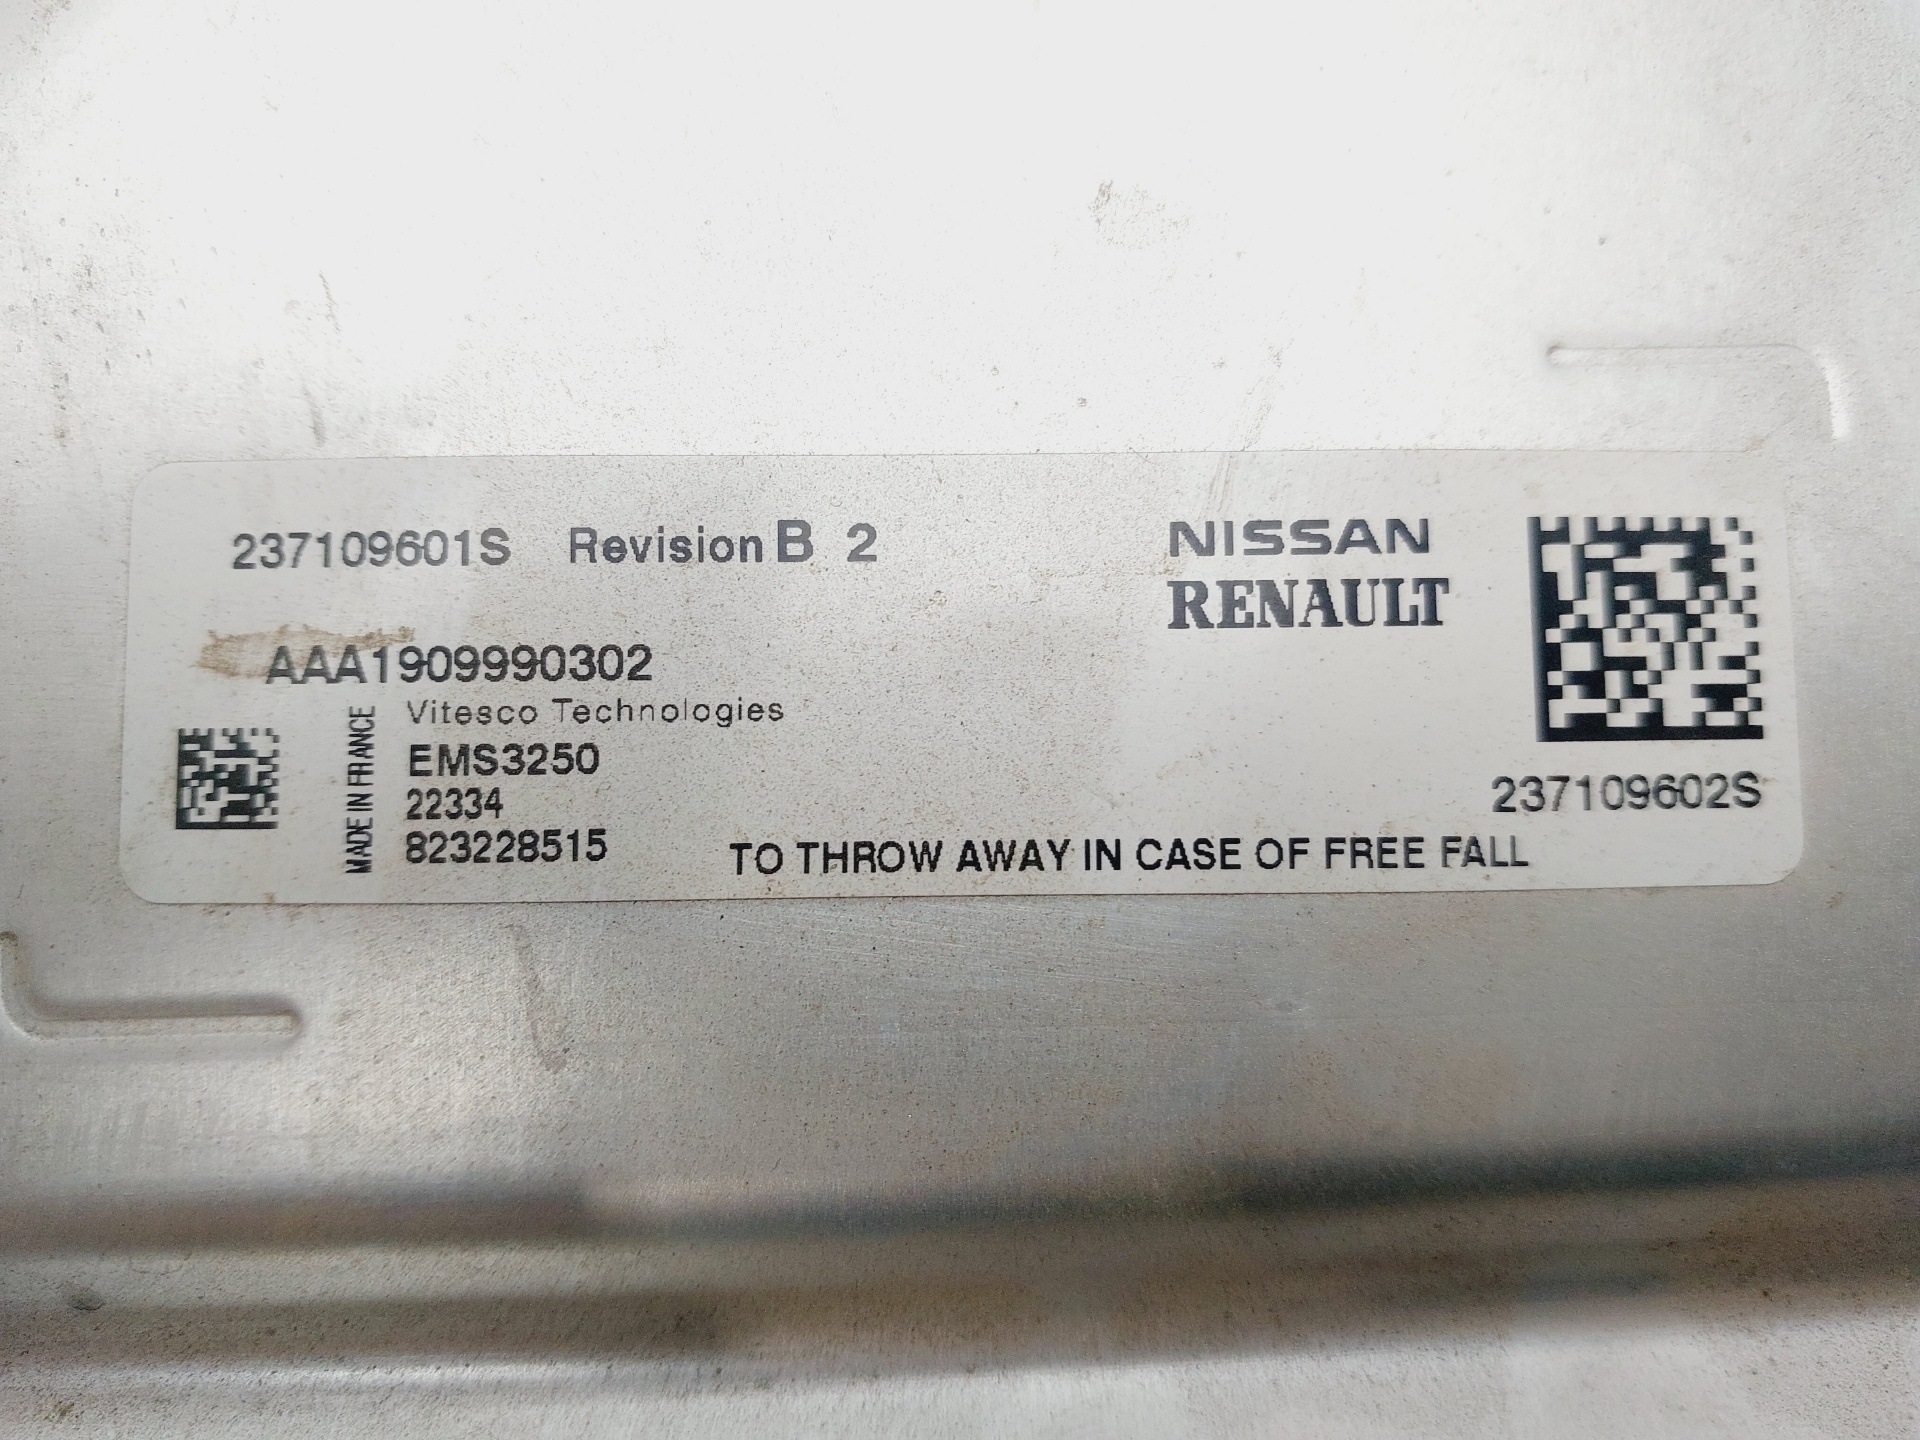 237109601S Revision B 2
NISSAN
RENAULT
AAA1909990302
Vitesco Technologies
MADE IN FRANCE
EMS3250
22334
823228515
237109602S
TO THROW AWAY IN CASE OF FREE FALL